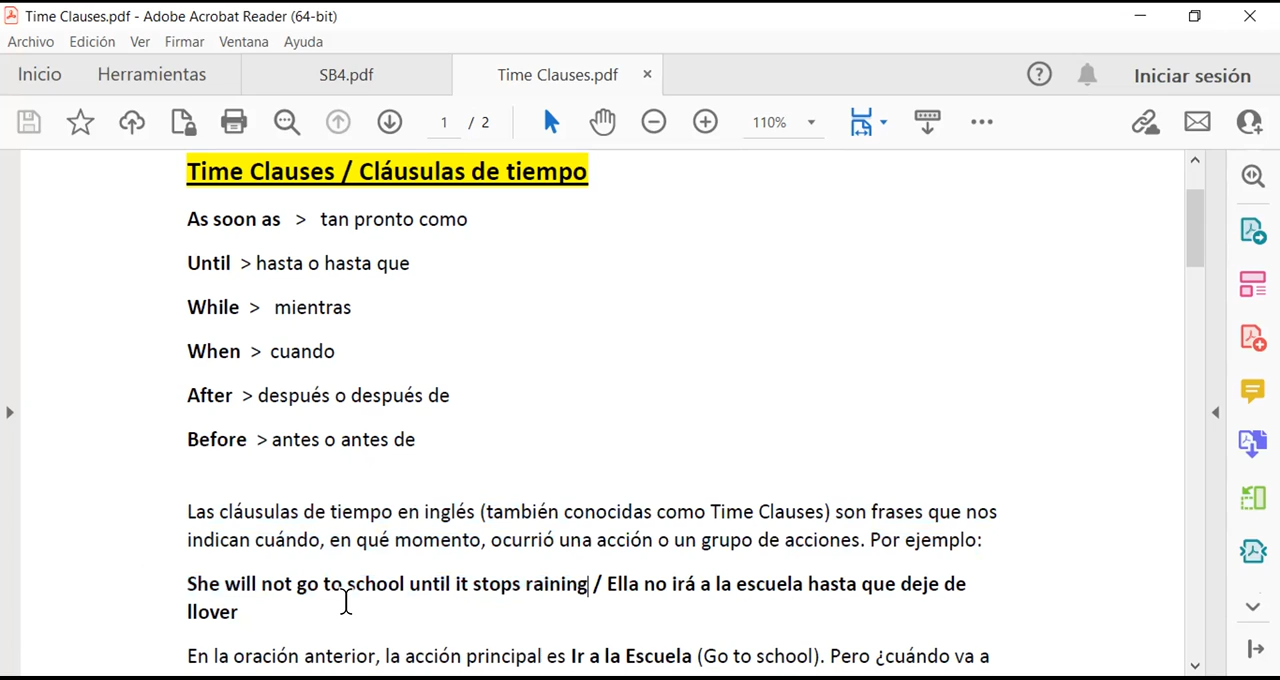 Time Clauses.pdf - Adobe Acrobat Reader (64-bit)
Archivo Edición Ver Firmar Ventana Ayuda
Inicio Herramientas SB4.pdf Time Clauses.pdf × Iniciar sesión
1 / 2 110%
Time Clauses / Cláusulas de tiempo
As soon as > tan pronto como
Until > hasta o hasta que
While > mientras
When > cuando
After > después o después de
Before > antes o antes de
Las cláusulas de tiempo en inglés (también conocidas como Time Clauses) son frases que nos
indican cuándo, en qué momento, ocurrió una acción o un grupo de acciones. Por ejemplo:
She will not go to school until it stops raining / Ella no irá a la escuela hasta que deje de
llover
En la oración anterior, la acción principal es Ir a la Escuela (Go to school). Pero ¿cuándo va a